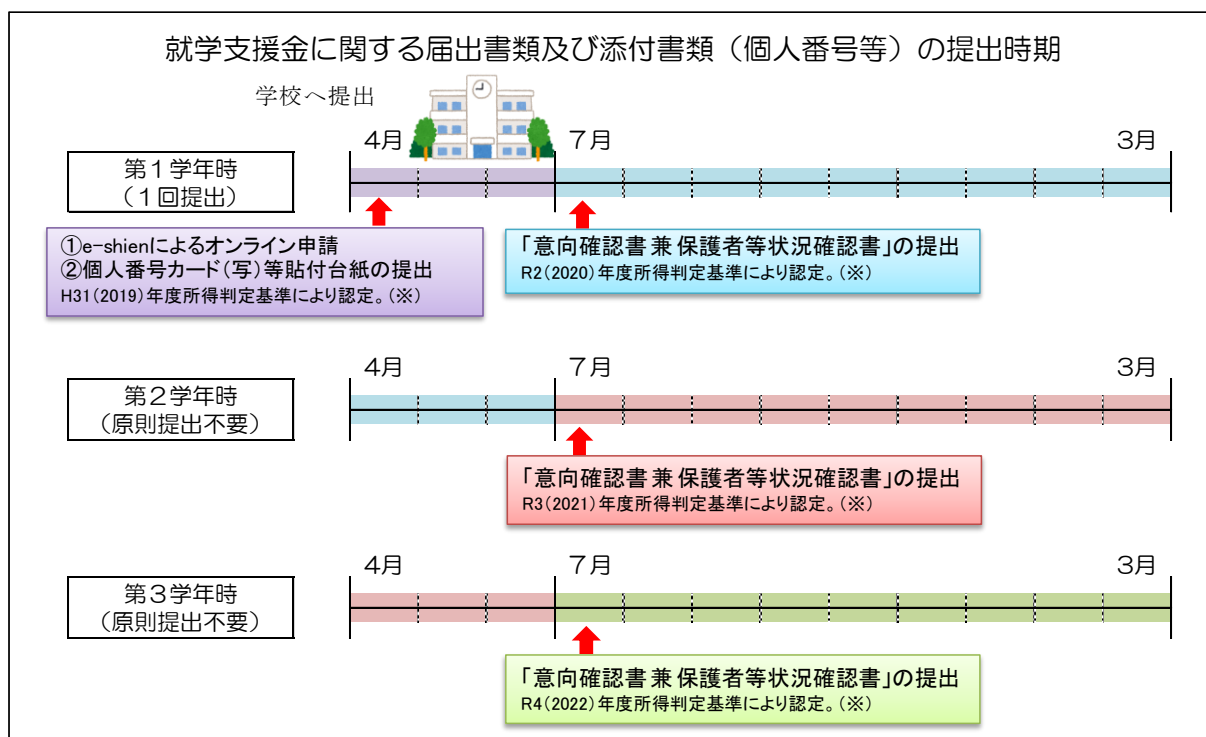 就学支援金に関する届出書類及び添付書類（個人番号等）の提出時期
学校へ提出
4月
7月
3月
第１学年時
（１回提出）
①e-shienによるオンライン申請
②個人番号カード（写）等貼付台紙の提出
H31（2019）年度所得判定基準により認定。（※）
「意向確認書 兼 保護者等状況確認書」の提出
R2（2020）年度所得判定基準により認定。（※）
4月
7月
3月
第２学年時
（原則提出不要）
「意向確認書 兼 保護者等状況確認書」の提出
R3（2021）年度所得判定基準により認定。（※）
4月
7月
3月
第３学年時
（原則提出不要）
「意向確認書 兼 保護者等状況確認書」の提出
R4（2022）年度所得判定基準により認定。（※）